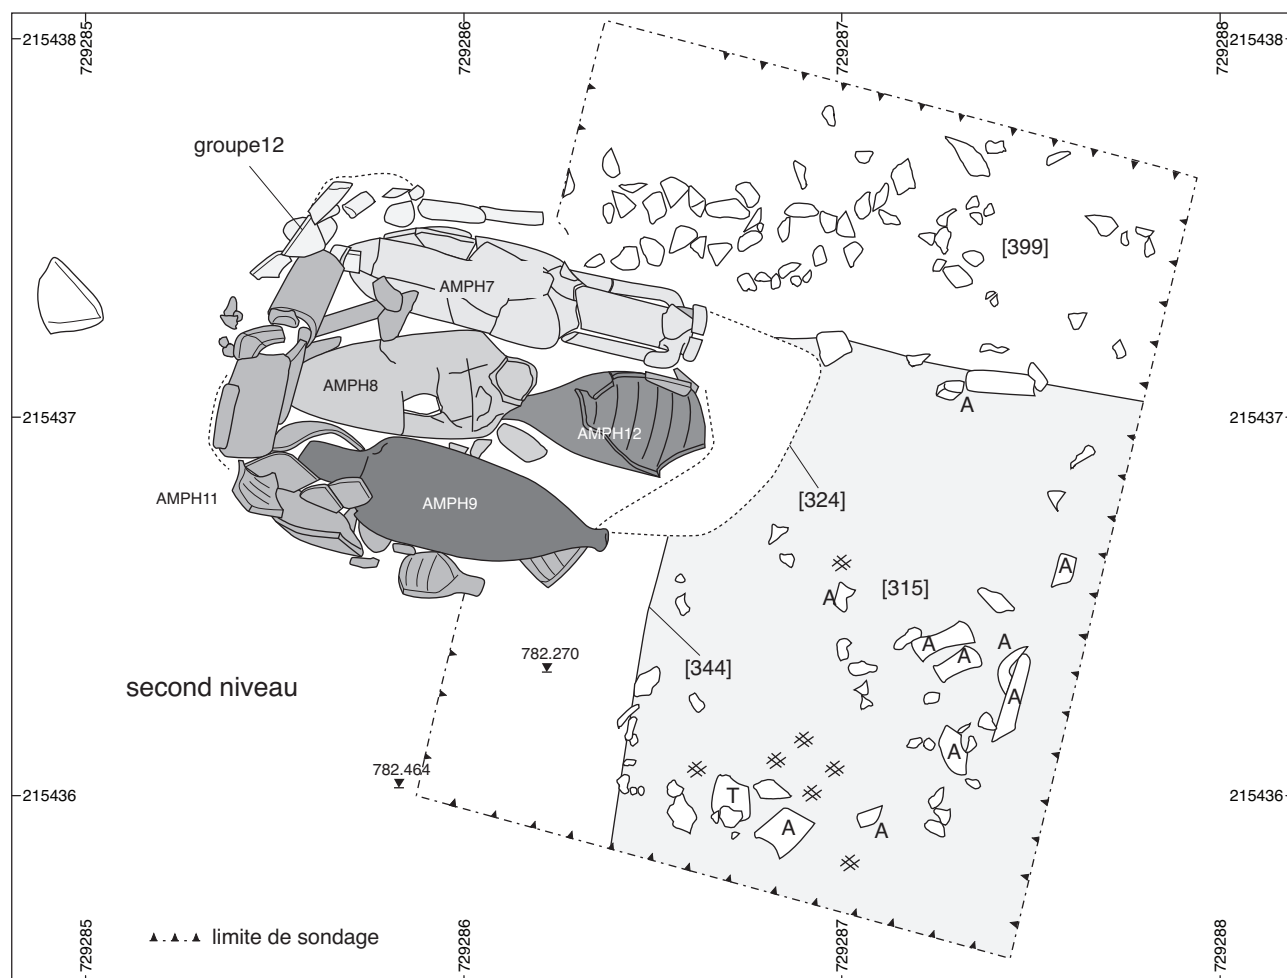 729285
729286
729287
729288
215438
215438
groupe12
[399]
AMPH7
AMPH8
215437
215437
A
AMPH12
AMPH11
AMPH9
[324]
A
[315]
A
A
A
A
782.270
[344]
second niveau
A
A
782.464
215436
T
215436
A
A
limite de sondage
729285
729286
729287
729288